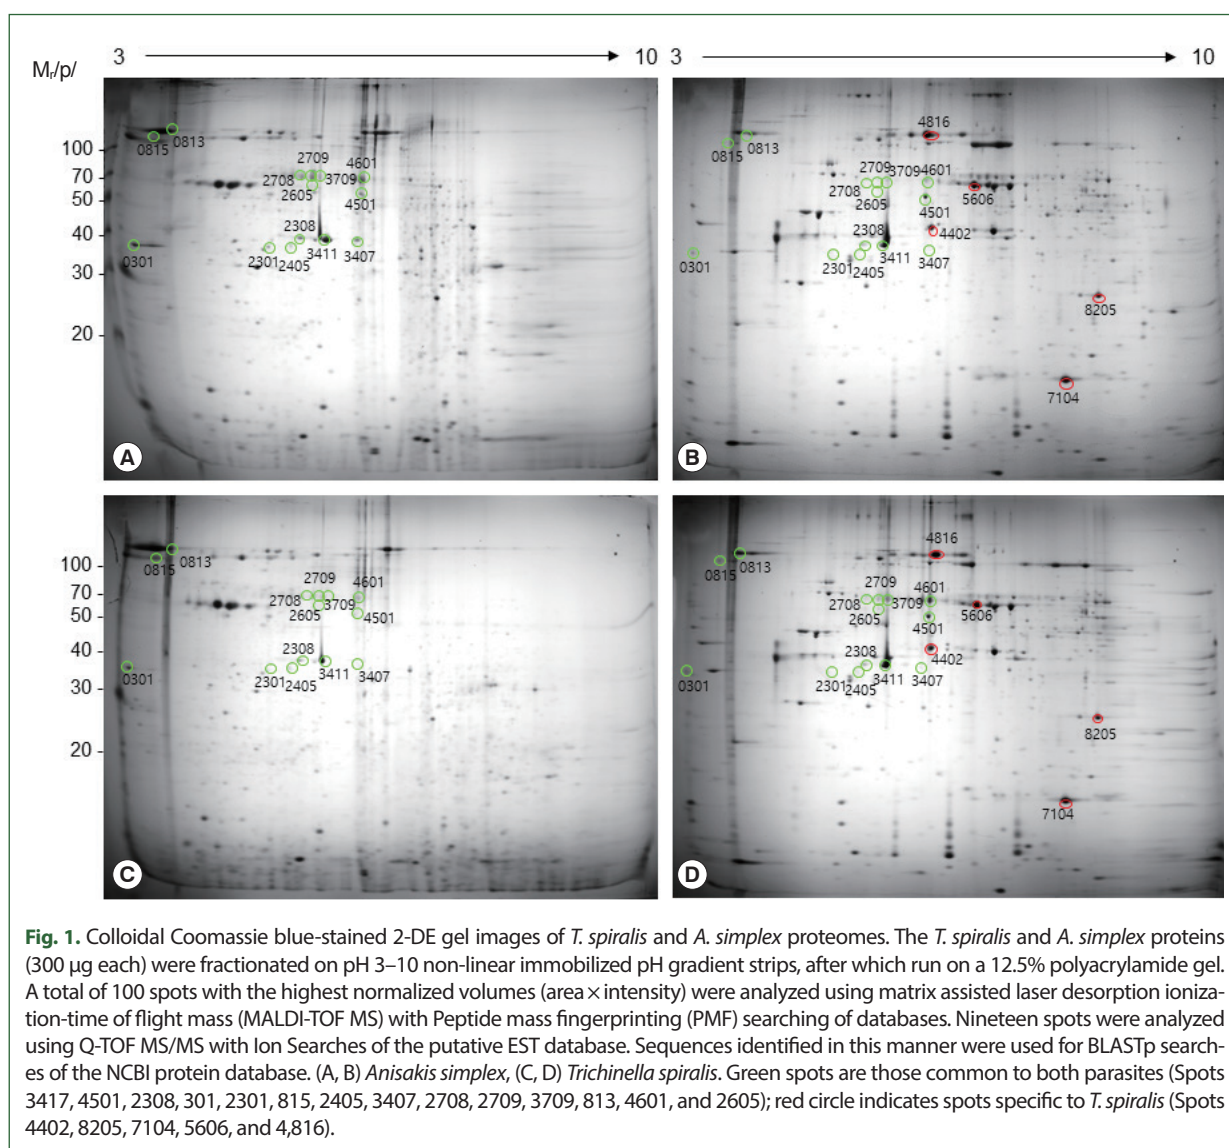 3 10 3 10
Mr/p/
100
70
50
40
30
20
0815 0813
2709 4601
2708 3709
2605
4501
2308
0301
2301 2405 3411 3407
A
4816
0815 0813
2709 3709 4601
2708
2605 5606
4501
2308 4402
0301
2301 2405 3411 3407
8205
7104
B
100
70
50
40
30
20
0815 0813
2709 4601
2708 3709
2605
4501
2308
0301
2301 2405 3411 3407
C
4816
0815 0813
2709 4601
2708 3709
2605 5606
4501
2308 4402
0301
2301 2405 3411 3407
8205
7104
D
Fig. 1. Colloidal Coomassie blue-stained 2-DE gel images of T. spiralis and A. simplex proteomes. The T. spiralis and A. simplex proteins
(300 μg each) were fractionated on pH 3–10 non-linear immobilized pH gradient strips, after which run on a 12.5% polyacrylamide gel.
A total of 100 spots with the highest normalized volumes (area × intensity) were analyzed using matrix assisted laser desorption ioniza-
tion-time of flight mass (MALDI-TOF MS) with Peptide mass fingerprinting (PMF) searching of databases. Nineteen spots were analyzed
using Q-TOF MS/MS with Ion Searches of the putative EST database. Sequences identified in this manner were used for BLASTp search-
es of the NCBI protein database. (A, B) Anisakis simplex, (C, D) Trichinella spiralis. Green spots are those common to both parasites (Spots
3417, 4501, 2308, 301, 2301, 815, 2405, 3407, 2708, 2709, 3709, 813, 4601, and 2605); red circle indicates spots specific to T. spiralis (Spots
4402, 8205, 7104, 5606, and 4,816).